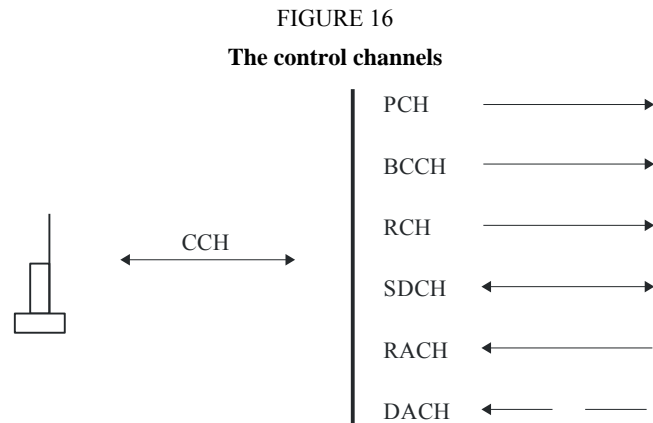 FIGURE 16
The control channels
PCH
BCCH
RCH
CCH
SDCH
RACH
DACH